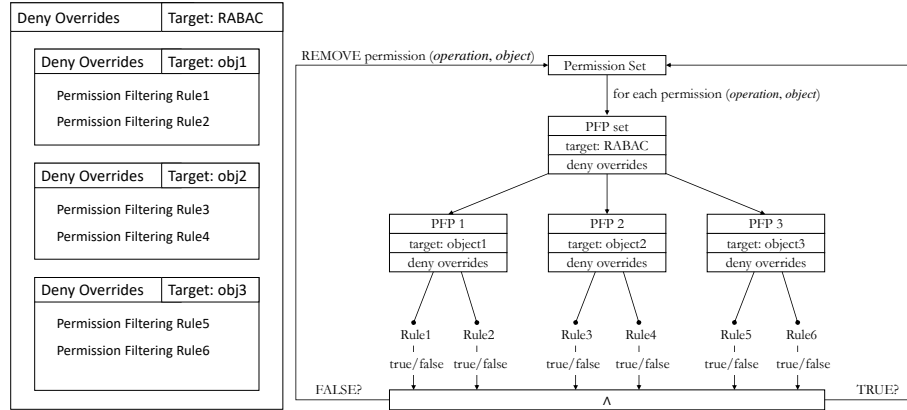 Deny Overrides Target: RABAC
Deny Overrides Target: obj1
Permission Filtering Rule1
Permission Filtering Rule2
Deny Overrides Target: obj2
Permission Filtering Rule3
Permission Filtering Rule4
Deny Overrides Target: obj3
Permission Filtering Rule5
Permission Filtering Rule6
REMOVE permission (operation, object)
Permission Set
for each permission (operation, object)
PFP set
target: RABAC
deny overrides
PFP 1 PFP 2 PFP 3
target: object1 target: object2 target: object3
deny overrides deny overrides deny overrides
Rule1 Rule2 Rule3 Rule4 Rule5 Rule6
true/false true/false true/false true/false true/false true/false
FALSE? TRUE?
∧